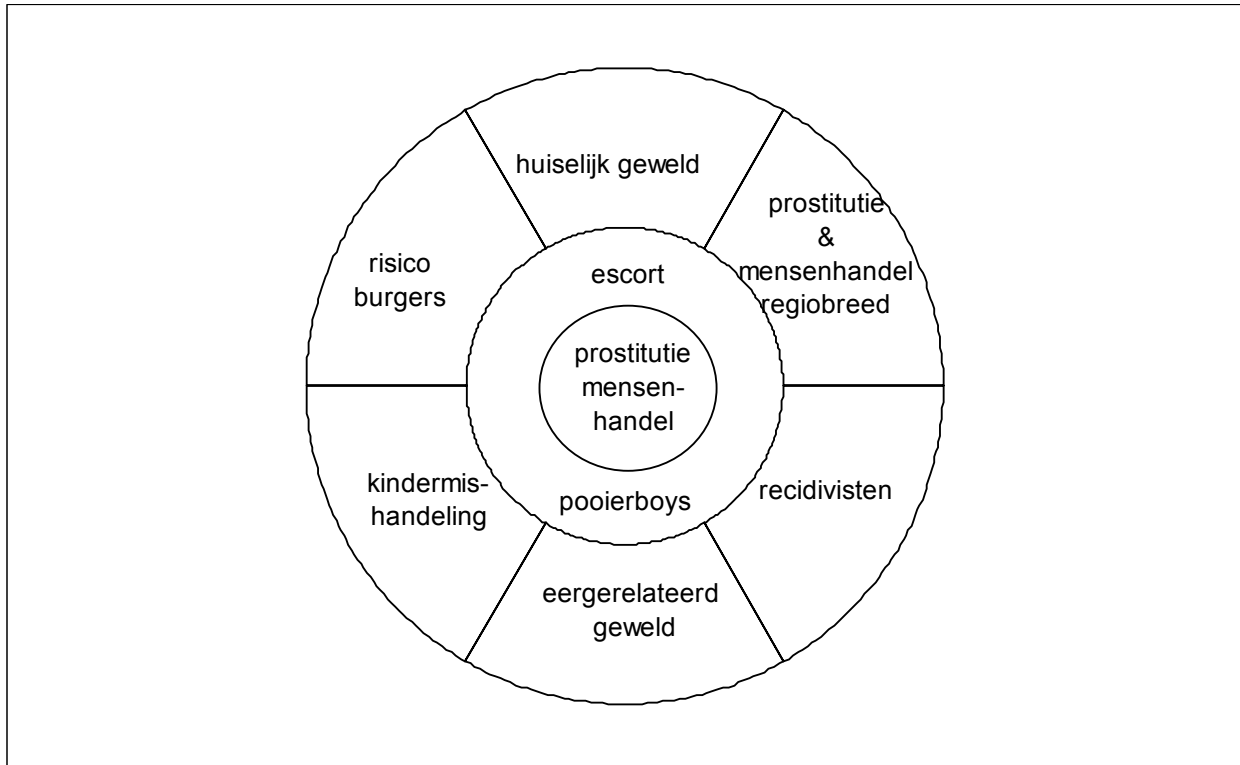 huiselijk geweld
prostitutie
&
mensenhandel
regiobreed
risico
burgers
escort
prostitutie
mensen-
handel
kindermis-
handeling
pooierboys
recidivisten
eergerelateerd
geweld